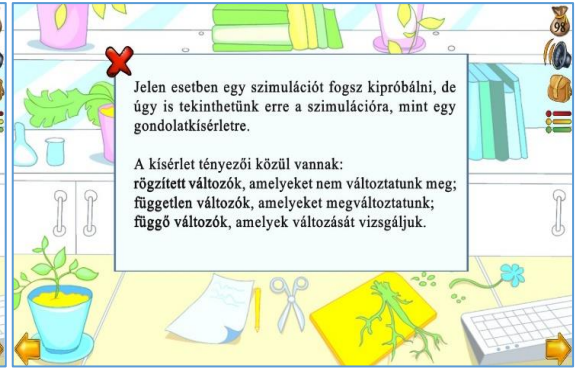 98
Jelen esetben egy szimulációt fogsz kipróbálni, de
úgy is tekinthetünk erre a szimulációra, mint egy
gondolatkísérletre.
A kísérlet tényezői közül vannak:
rögzített változók, amelyeket nem változtatunk meg;
független változók, amelyeket megváltoztatunk;
függő változók, amelyek változását vizsgáljuk.